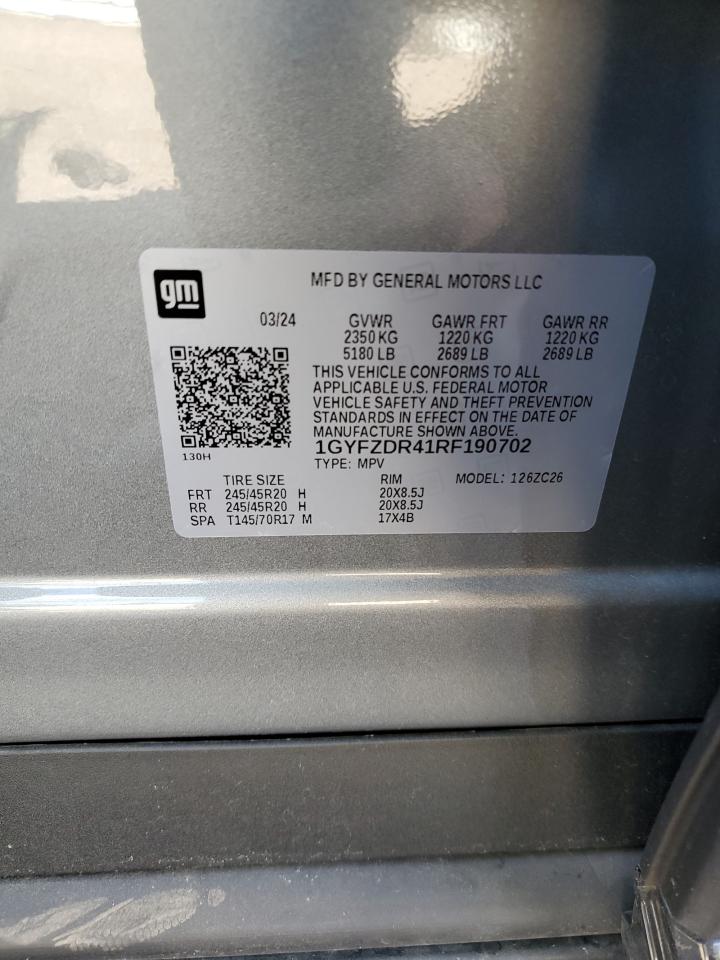 gm
MFD BY GENERAL MOTORS LLC
03/24 GVWR GAWR FRT GAWR RR
2350 KG 1220 KG 1220 KG
5180 LB 2689 LB 2689 LB
THIS VEHICLE CONFORMS TO ALL
APPLICABLE U.S. FEDERAL MOTOR
VEHICLE SAFETY AND THEFT PREVENTION
STANDARDS IN EFFECT ON THE DATE OF
MANUFACTURE SHOWN ABOVE.
1GYFZDR41RF190702
130H
TYPE: MPV
TIRE SIZE RIM MODEL: 126ZC26
FRT 245/45R20 H 20X8.5J
RR 245/45R20 H 20X8.5J
SPA T145/70R17 M 17X4B